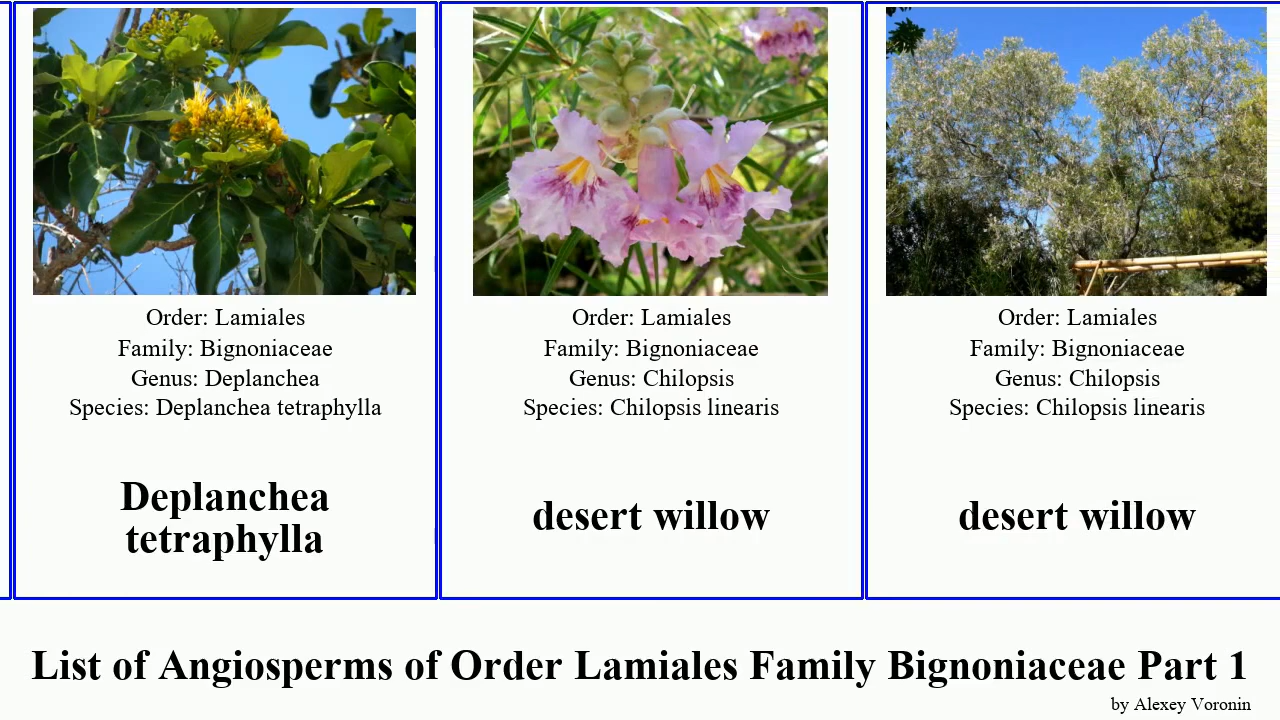 Order: Lamiales
Family: Bignoniaceae
Genus: Deplanchea
Species: Deplanchea tetraphylla
Deplanchea
tetraphylla
Order: Lamiales
Family: Bignoniaceae
Genus: Chilopsis
Species: Chilopsis linearis
desert willow
Order: Lamiales
Family: Bignoniaceae
Genus: Chilopsis
Species: Chilopsis linearis
desert willow
List of Angiosperms of Order Lamiales Family Bignoniaceae Part 1
by Alexey Voronin